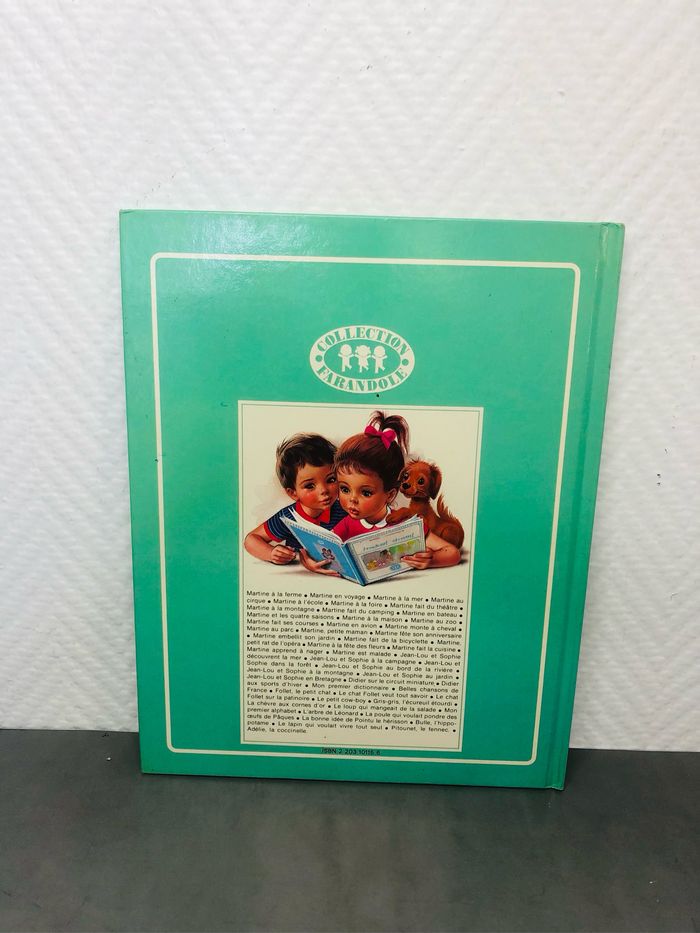 COLLECTION
FARANDOLE
Martine à la ferme • Martine en voyage • Martine à la mer • Martine au
cirque • Martine à l'école • Martine à la foire • Martine fait du théâtre •
Martine à la montagne • Martine fait du camping • Martine en bateau •
Martine et les quatre saisons • Martine à la maison • Martine au zoo •
Martine fait ses courses • Martine en avion • Martine monte à cheval •
Martine au parc • Martine, petite maman • Martine fête son anniversaire
• Martine embellit son jardin • Martine fait de la bicyclette • Martine,
petit rat de l'opéra • Martine à la fête des fleurs • Martine fait la cuisine •
Martine apprend à nager • Martine est malade • Jean-Lou et Sophie
découvrent la mer • Jean-Lou et Sophie à la campagne • Jean-Lou et
Sophie dans la forêt • Jean-Lou et Sophie au bord de la rivière •
Jean-Lou et Sophie à la montagne • Jean-Lou et Sophie au jardin •
Jean-Lou et Sophie en Bretagne • Didier sur le circuit miniature • Didier
aux sports d'hiver • Mon premier dictionnaire • Belles chansons de
France • Follet, le petit chat • Le chat Follet veut tout savoir • Le chat
Follet sur la patinoire • Le petit cow-boy • Gris-gris, l'écureuil étourdi •
La chèvre aux cornes d'or • Le loup qui mangeait de la salade • Mon
premier alphabet • L'arbre de Léonard • La poule qui voulait pondre des
œufs de Pâques • La bonne idée de Pointu le hérisson • Bulle, l'hippo-
potame • Le lapin qui voulait vivre tout seul • Pitounet, le fennec •
Adélie, la coccinelle.
ISBN 2 203 10116 6